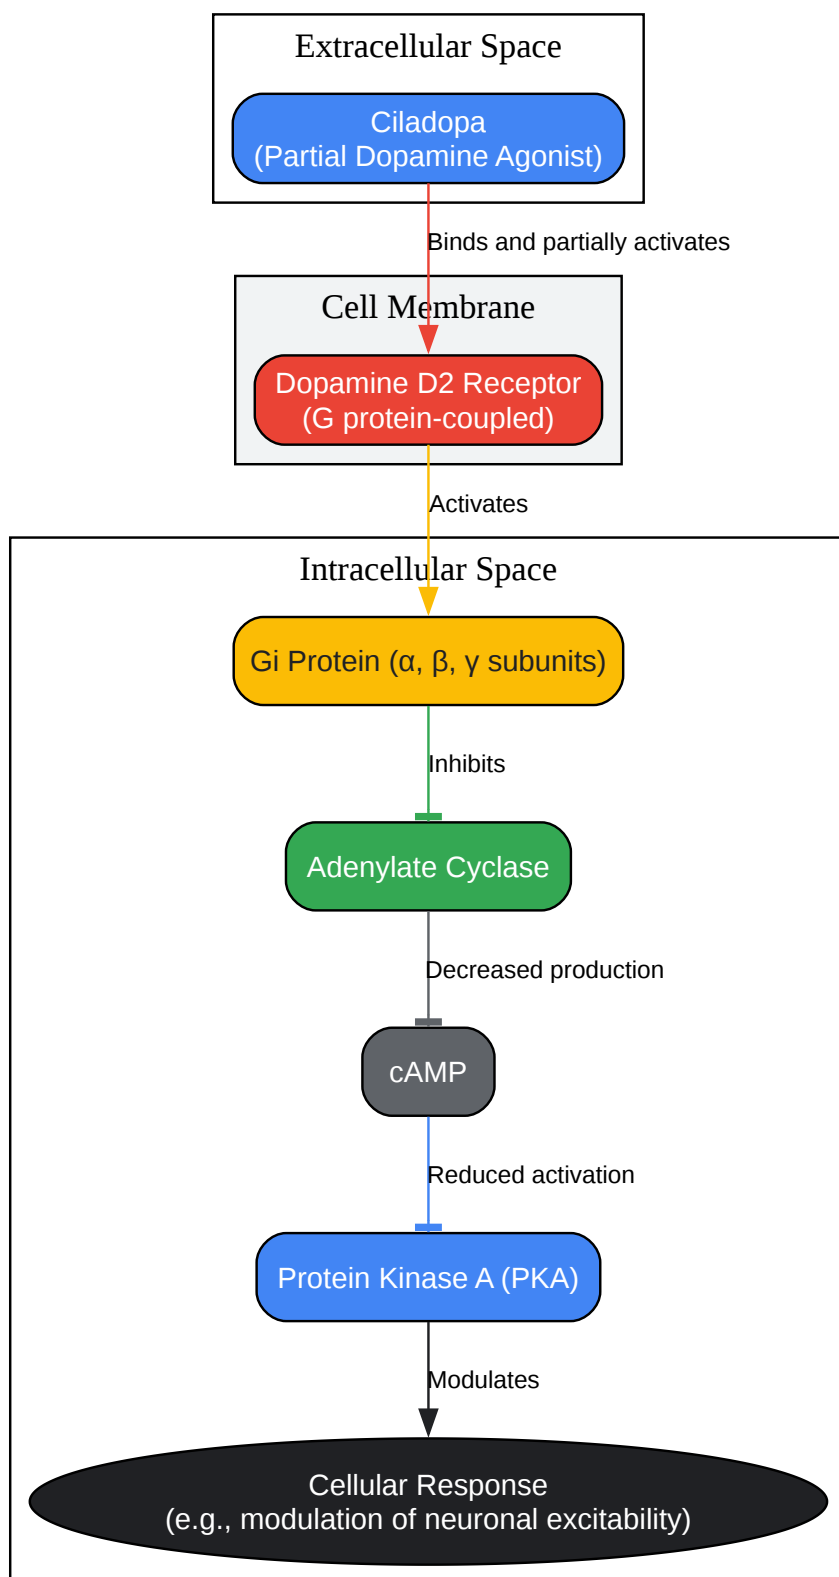 Extracellular Space
Ciladopa
(Partial Dopamine Agonist)
Binds and partially activates
Cell Membrane
Dopamine D2 Receptor
(G protein-coupled)
Activates
Intracellular Space
Gi Protein (α, β, γ subunits)
Inhibits
Adenylate Cyclase
Decreased production
cAMP
Reduced activation
Protein Kinase A (PKA)
Modulates
Cellular Response
(e.g., modulation of neuronal excitability)